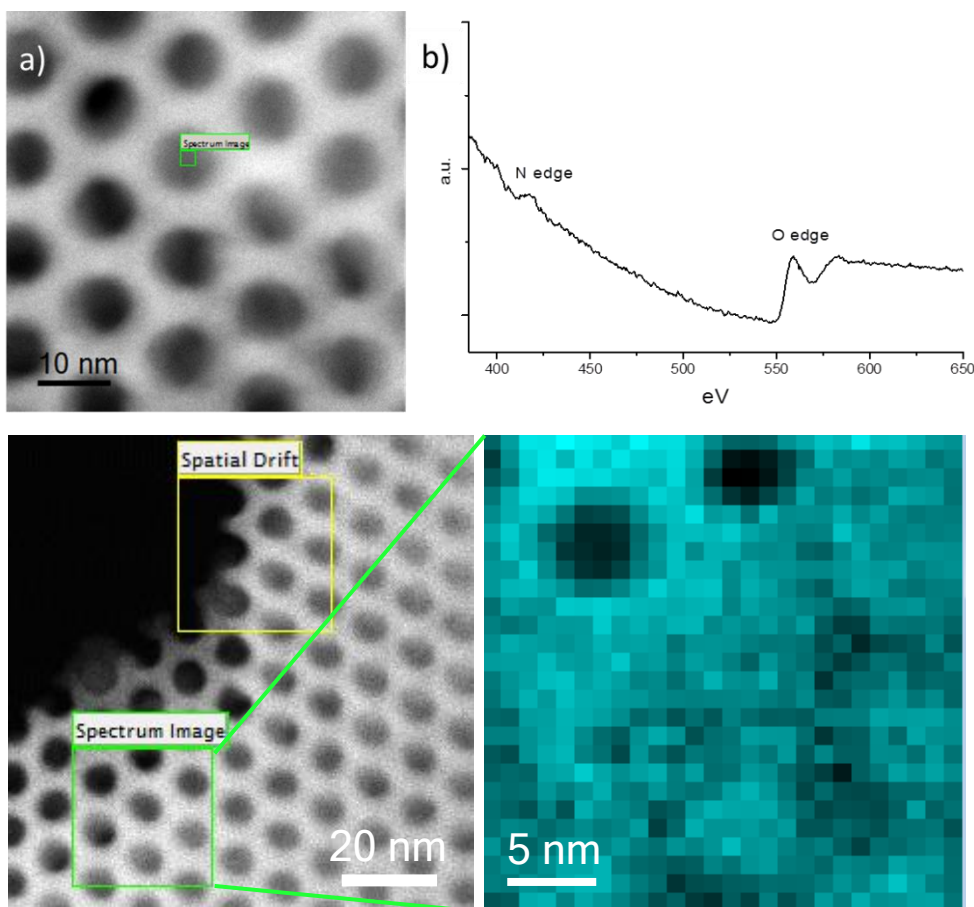 a)
Spectrum Image
10 nm
b)
a.u.
N edge
O edge
400 450 500 550 600 650
eV
Spatial Drift
Spectrum Image
20 nm
5 nm